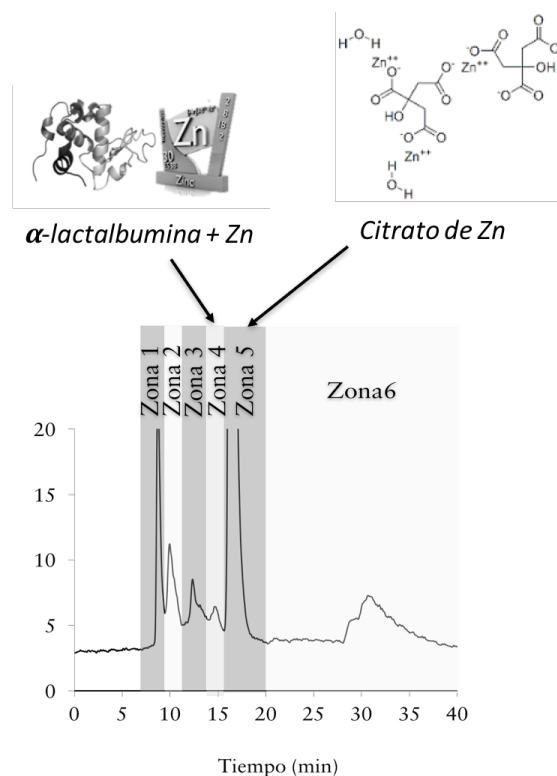 H O H
Zn++
O-
O-
O
HO
O
-O
O
Zn++
H O H
O
-O
Zn++
O
OH
-O
O
Zn
30
Zinc
α-lactalbumina + Zn
Citrato de Zn
Zona 1
Zona 2
Zona 3
Zona 4
Zona 5
Zona6
20
15
10
5
0
0 5 10 15 20 25 30 35 40
Tiempo (min)